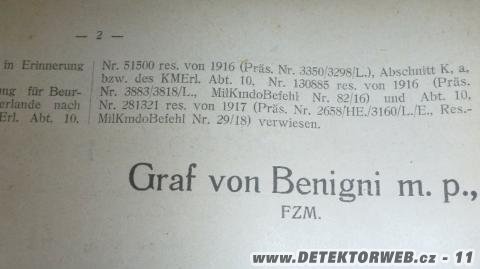 — 2 —
in Erinnerung
ng für Beur-
erlande nach
Erl. Abt. 10,
Nr. 51500 res. von 1916 (Präs. Nr. 3350/3298/L.), Abschnitt K, a,
bzw. des KMErl. Abt. 10, Nr. 130885 res. von 1916 (Präs.
Nr. 3883/3818/L., MilKmdoBefehl Nr. 82/16) und Abt. 10,
Nr. 281321 res. von 1917 (Präs. Nr. 2658/HE./3160/L./E., Res.-
MilKmdoBefehl Nr. 29/18) verwiesen.
Graf von Benigni m. p.,
FZM.
www.DETEKTORWEB.cz - 11